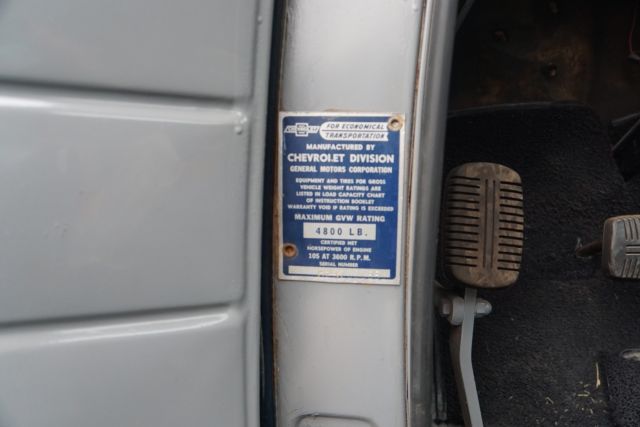 CHEVROLET
FOR ECONOMICAL
TRANSPORTATION
MANUFACTURED BY
CHEVROLET DIVISION
GENERAL MOTORS CORPORATION
EQUIPMENT AND TIRES FOR GROSS
VEHICLE WEIGHT RATINGS ARE
LISTED IN LOAD CAPACITY CHART
OF INSTRUCTION BOOKLET
WARRANTY VOID IF RATING IS EXCEEDED
MAXIMUM GVW RATING
4800 LB.
CERTIFIED NET
HORSEPOWER OF ENGINE
105 AT 3600 R.P.M.
SERIAL NUMBER